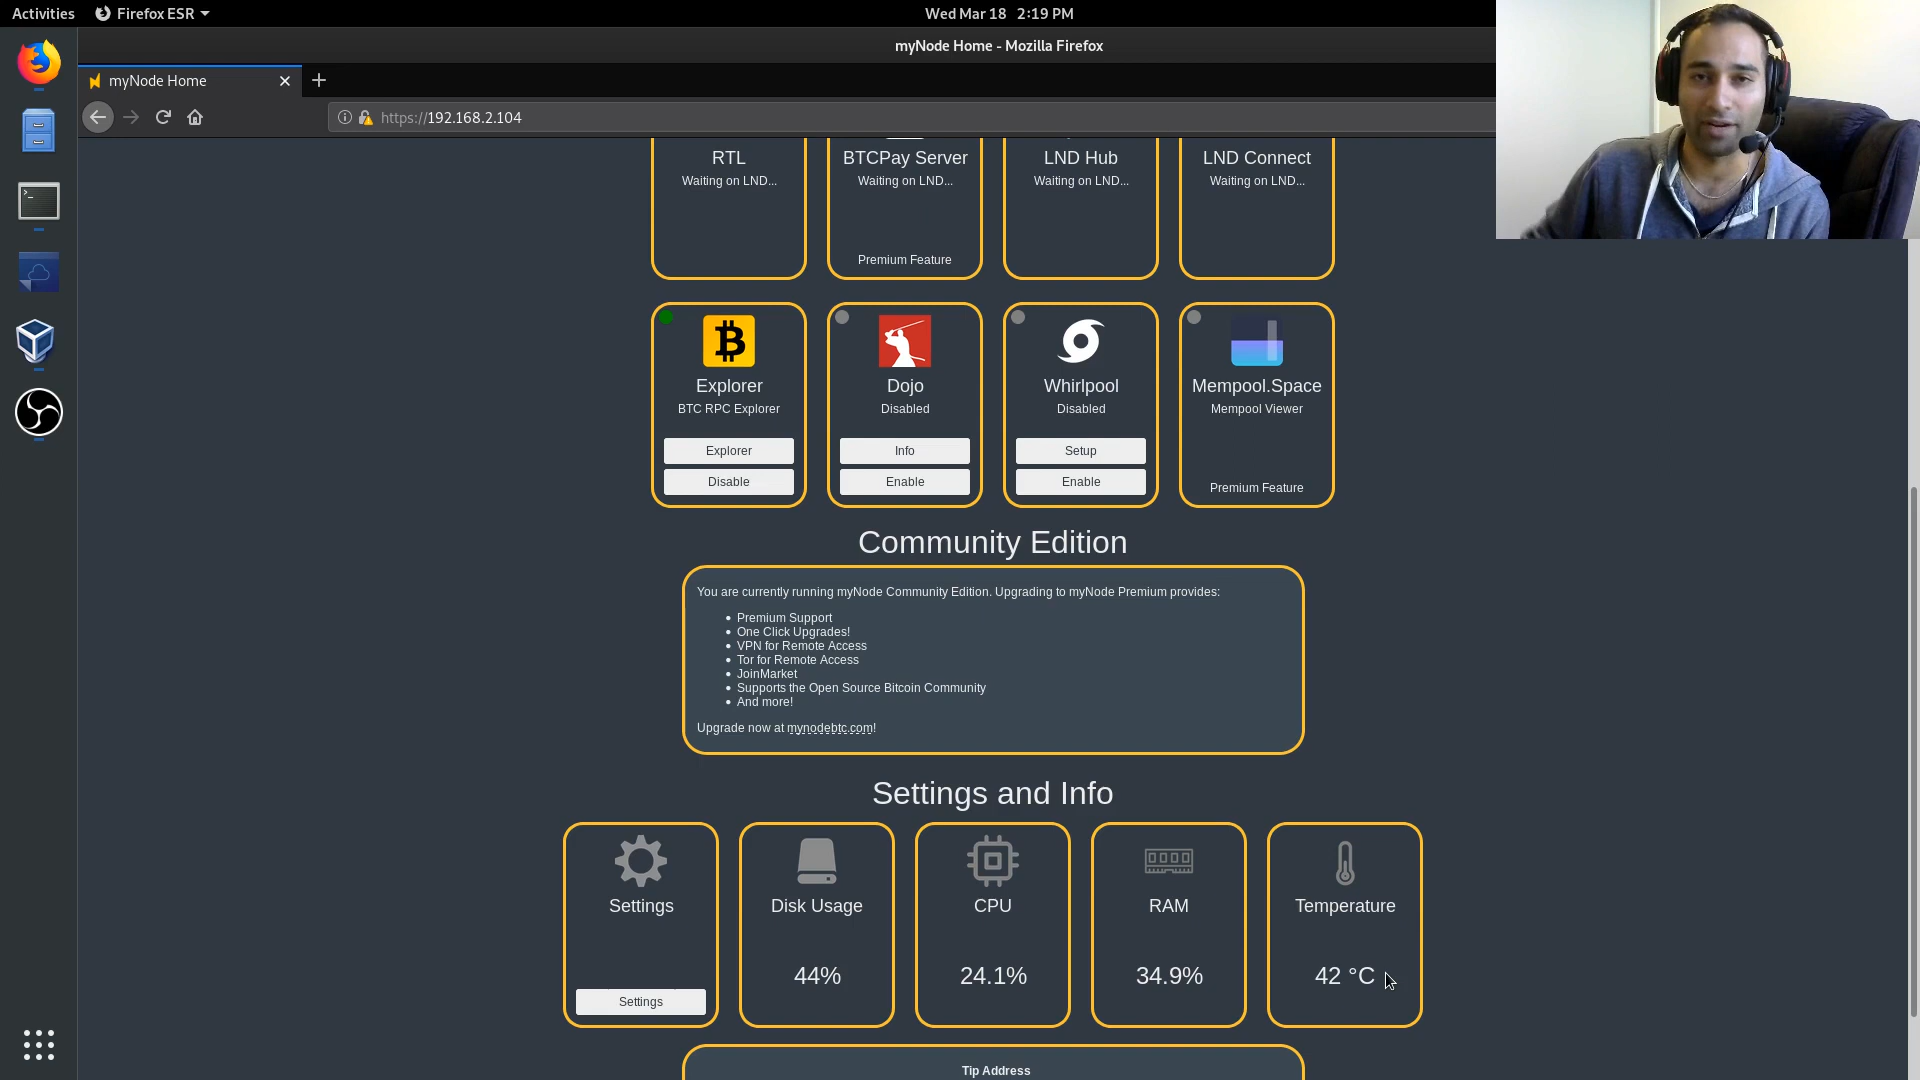 Activities
Firefox ESR
Wed Mar 18 2:19 PM
myNode Home - Mozilla Firefox
myNode Home
https://192.168.2.104
RTL
Waiting on LND...
BTCPay Server
Waiting on LND...
Premium Feature
LND Hub
Waiting on LND...
LND Connect
Waiting on LND...
Explorer
BTC RPC Explorer
Explorer
Disable
Dojo
Disabled
Info
Enable
Whirlpool
Disabled
Setup
Enable
Mempool.Space
Mempool Viewer
Premium Feature
Community Edition
You are currently running myNode Community Edition. Upgrading to myNode Premium provides:
• Premium Support
• One Click Upgrades!
• VPN for Remote Access
• Tor for Remote Access
• JoinMarket
• Supports the Open Source Bitcoin Community
• And more!
Upgrade now at mynodebtc.com!
Settings and Info
Settings
Settings
Disk Usage
44%
CPU
24.1%
RAM
34.9%
Temperature
42 °C
Tip Address